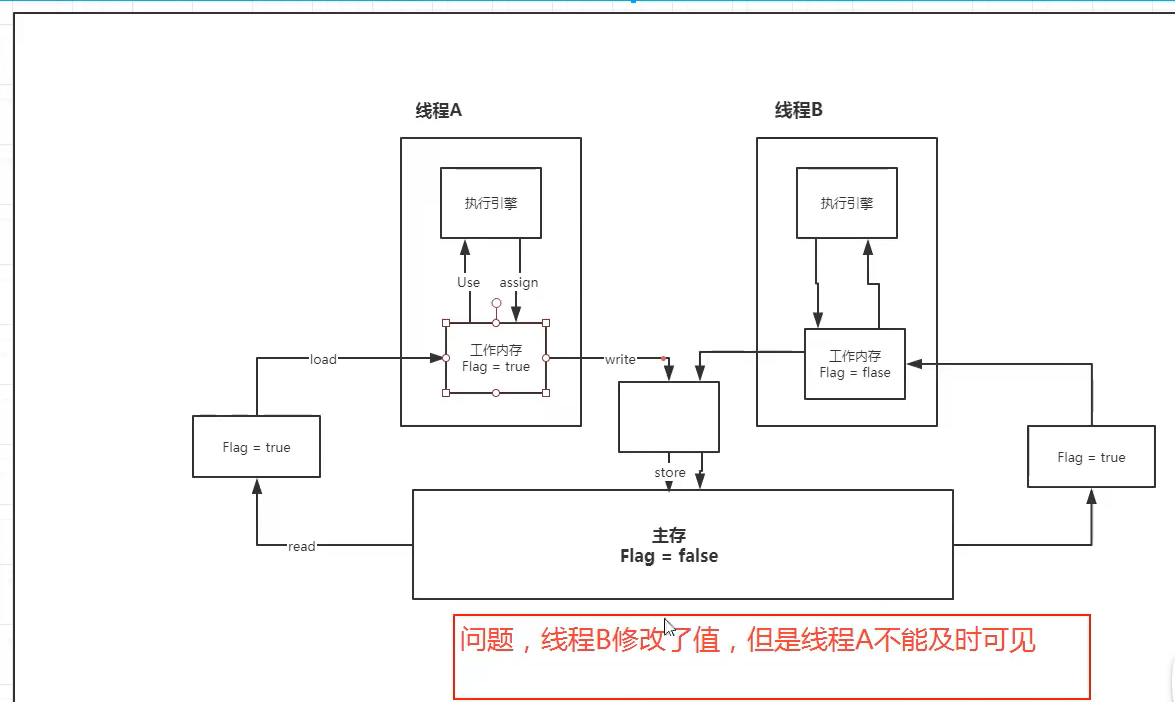 线程A
线程B
执行引擎
执行引擎
Use
assign
工作内存
Flag = true
工作内存
Flag = flase
load
write
Flag = true
Flag = true
store
主存
Flag = false
read
问题，线程B修改了值，但是线程A不能及时可见